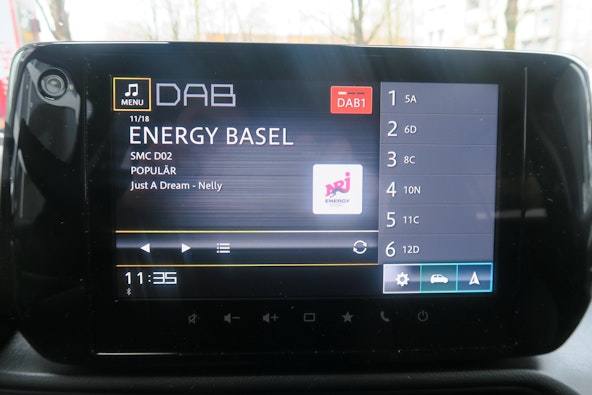 MENU
DAB
DAB1
11/18
ENERGY BASEL
SMC D02
POPULÄR
Just A Dream - Nelly
NRJ
ENERGY
1 5A
2 6D
3 8C
4 10N
5 11C
6 12D
11:35